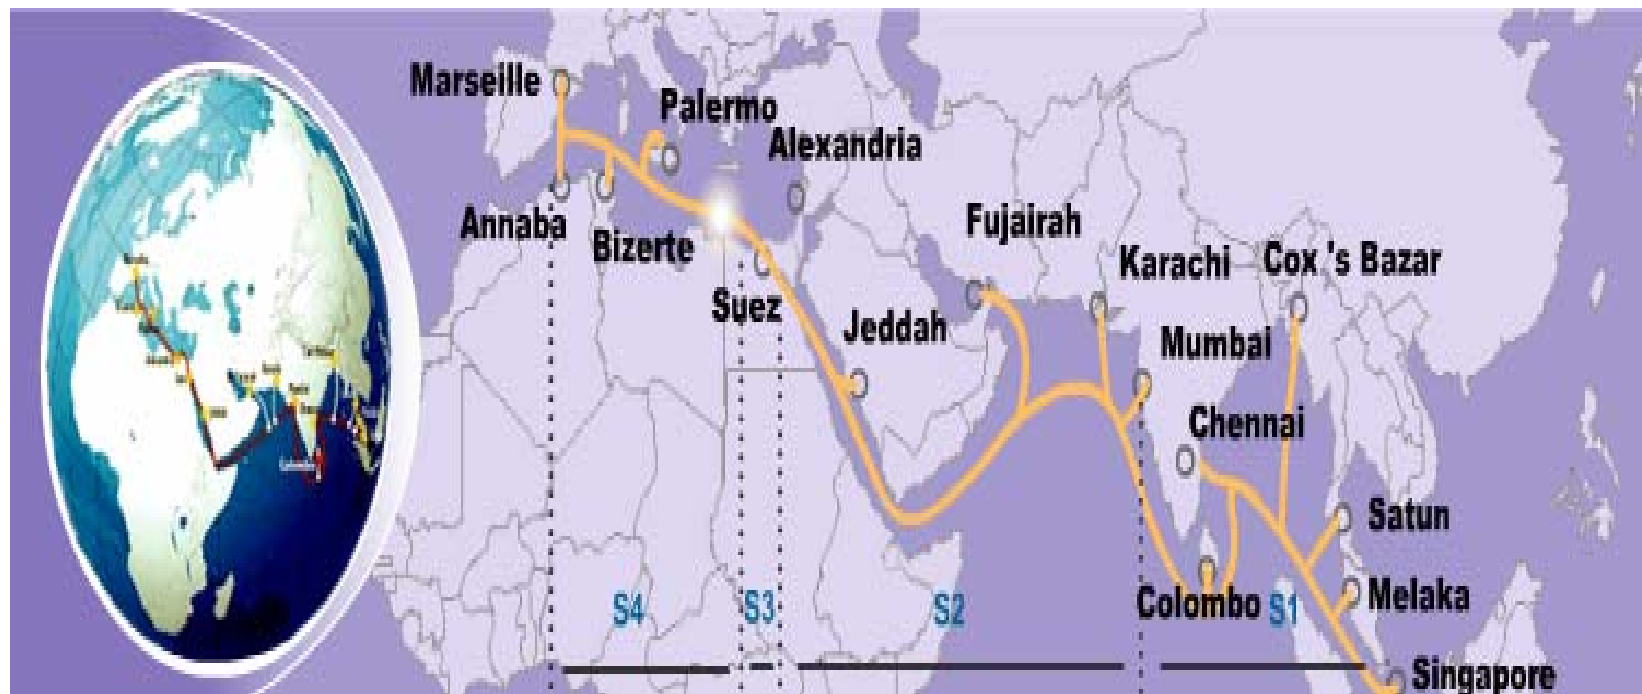 Marseille
Palermo
Alexandria
Annaba
Bizerte
Fujairah
Karachi
Cox 's Bazar
Suez
Jeddah
Mumbai
Chennai
Satun
S4
S3
S2
Colombo
S1
Melaka
Singapore